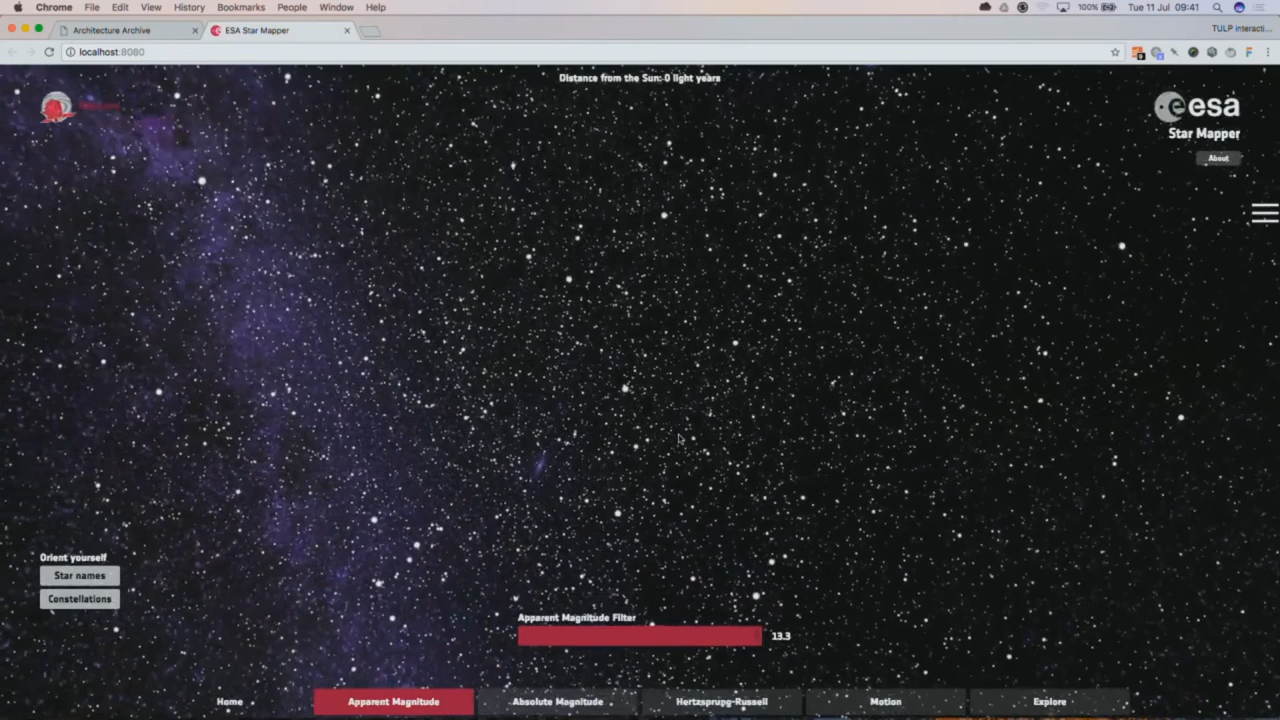 Chrome File Edit View History Bookmarks People Window Help 100% Tue 11 Jul 09:41
Architecture Archive ESA Star Mapper TULP interacti...
localhost:8080
Distance from the Sun: 0 light years
esa
Star Mapper
About
Orient yourself
Star names
Constellations
Apparent Magnitude Filter
13.3
Home Apparent Magnitude Absolute Magnitude Hertzsprung-Russell Motion Explore